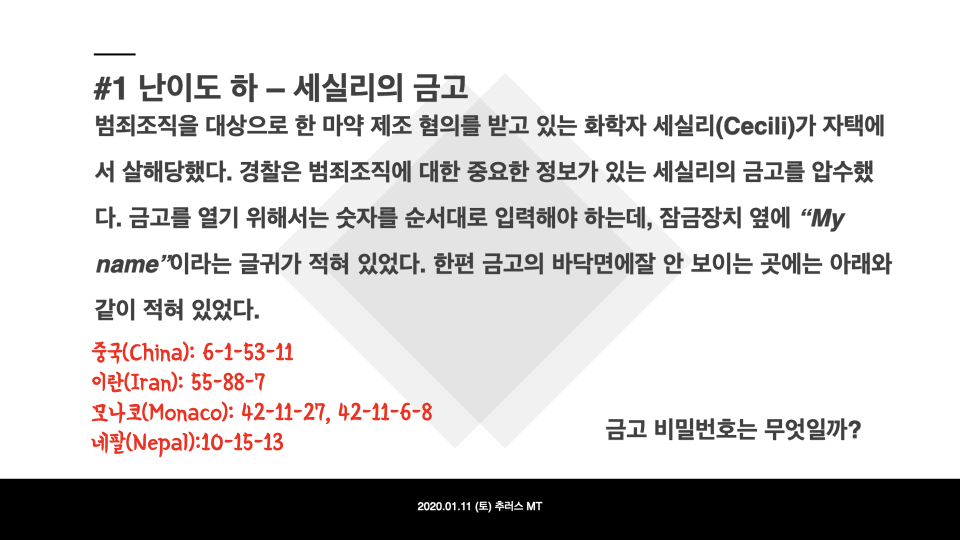 #1 난이도 하 – 세실리의 금고
범죄조직을 대상으로 한 마약 제조 혐의를 받고 있는 화학자 세실리(Cecili)가 자택에
서 살해당했다. 경찰은 범죄조직에 대한 중요한 정보가 있는 세실리의 금고를 압수했
다. 금고를 열기 위해서는 숫자를 순서대로 입력해야 하는데, 잠금장치 옆에 “My
name”이라는 글귀가 적혀 있었다. 한편 금고의 바닥면에잘 안 보이는 곳에는 아래와
같이 적혀 있었다.
중국(China): 6-1-53-11
이란(Iran): 55-88-7
모나코(Monaco): 42-11-27, 42-11-6-8
네팔(Nepal):10-15-13
금고 비밀번호는 무엇일까?
2020.01.11 (토) 추러스 MT